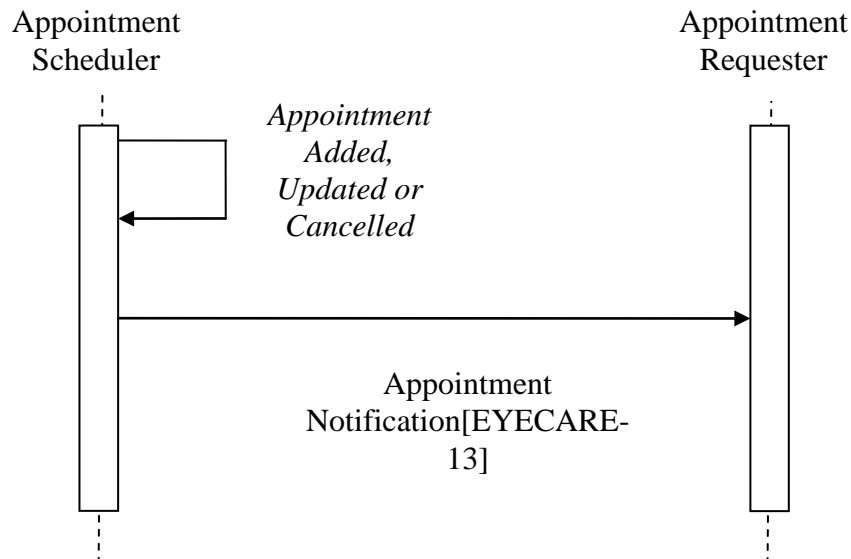 Appointment
Scheduler
Appointment
Requester
Appointment
Added,
Updated or
Cancelled
Appointment
Notification[EYECARE-
13]